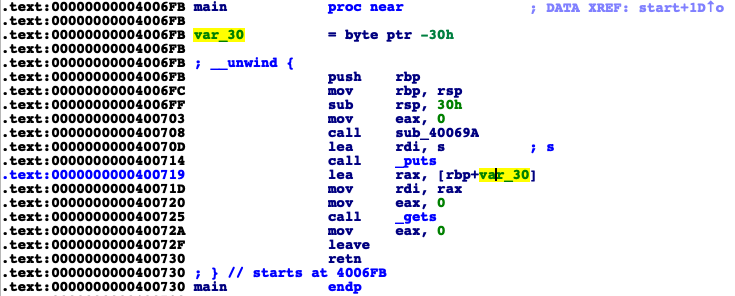 .text:00000000004006FB main proc near ; DATA XREF: start+1D↑o
.text:00000000004006FB
.text:00000000004006FB var_30 = byte ptr -30h
.text:00000000004006FB
.text:00000000004006FB ; __unwind {
.text:00000000004006FB push rbp
.text:00000000004006FC mov rbp, rsp
.text:00000000004006FF sub rsp, 30h
.text:0000000000400703 mov eax, 0
.text:0000000000400708 call sub_40069A
.text:000000000040070D lea rdi, s ; s
.text:0000000000400714 call _puts
.text:0000000000400719 lea rax, [rbp+var_30]
.text:000000000040071D mov rdi, rax
.text:0000000000400720 mov eax, 0
.text:0000000000400725 call _gets
.text:000000000040072A mov eax, 0
.text:000000000040072F leave
.text:0000000000400730 retn
.text:0000000000400730 ; } // starts at 4006FB
.text:0000000000400730 main endp